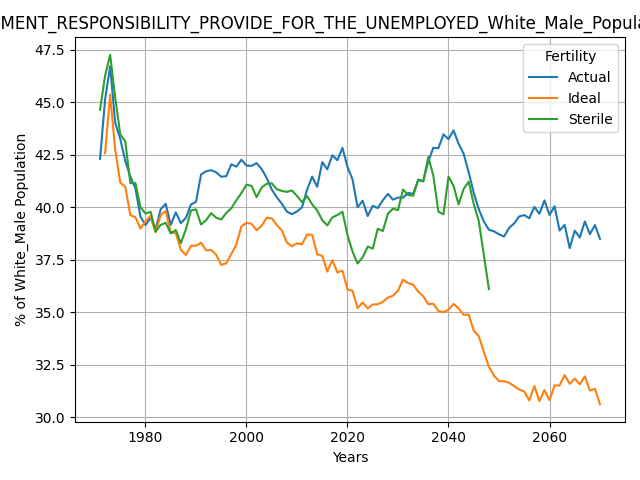 MENT_RESPONSIBILITY_PROVIDE_FOR_THE_UNEMPLOYED_White_Male_Popul
Fertility
Actual
Ideal
Sterile
% of White_Male Population
47.5
45.0
42.5
40.0
37.5
35.0
32.5
30.0
1980
2000
2020
2040
2060
Years